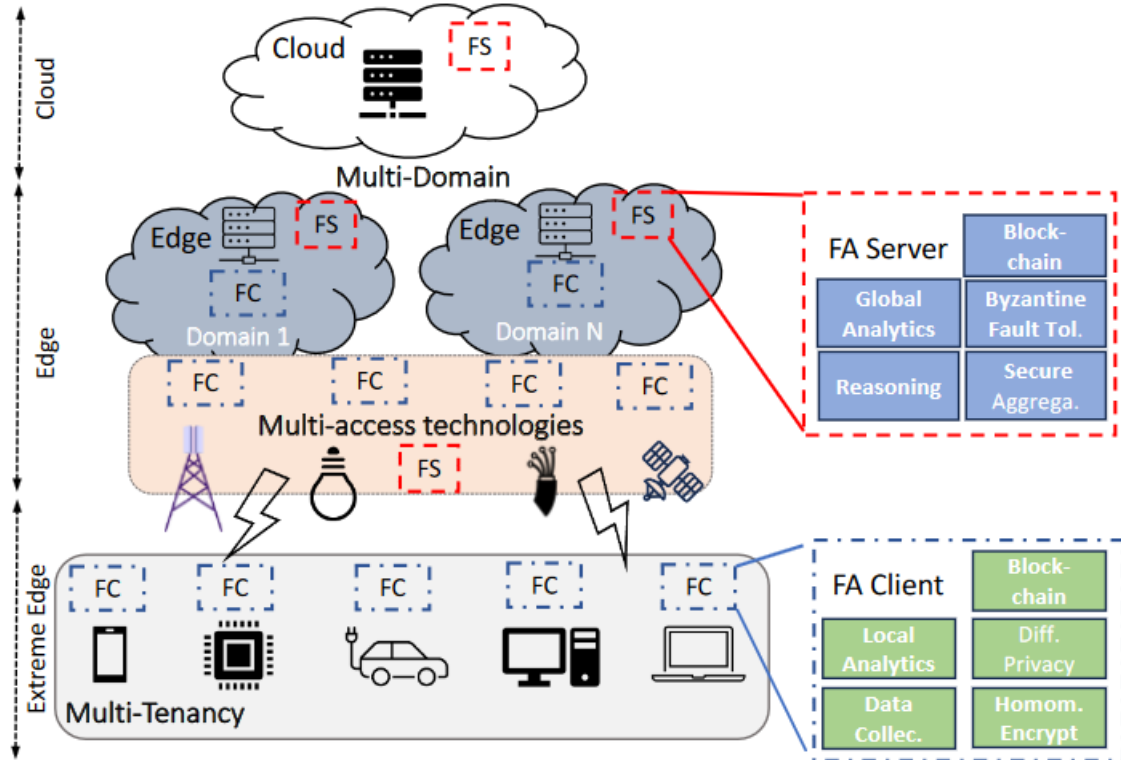 Cloud
Cloud
FS
Multi-Domain
Edge
Edge
FS
FC
Domain 1
Edge
FS
FC
Domain N
FC
FC
FC
FC
Multi-access technologies
FS
Extreme Edge
FC
FC
FC
FC
FC
Multi-Tenancy
FA Server
Block-
chain
Global
Analytics
Byzantine
Fault Tol.
Reasoning
Secure
Aggrega.
FA Client
Block-
chain
Local
Analytics
Diff.
Privacy
Data
Collec.
Homom.
Encrypt